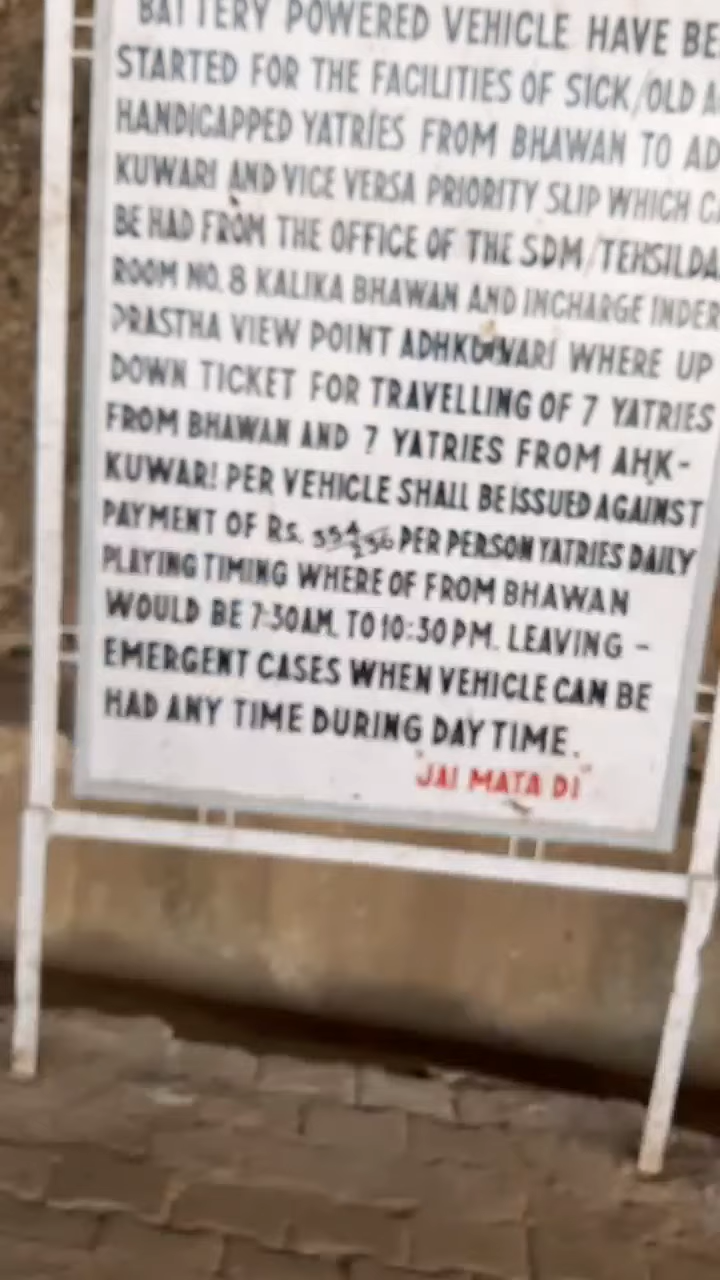 BATTERY POWERED VEHICLE HAVE BE
STARTED FOR THE FACILITIES OF SICK/OLD A
HANDICAPPED YATRIES FROM BHAWAN TO AD
KUWARI AND VICE VERSA PRIORITY SLIP WHICH C
BE HAD FROM THE OFFICE OF THE SDM/TEHSILDA
ROOM NO. 8 KALIKA BHAWAN AND INCHARGE INDER
PRASTHA VIEW POINT ADHKUWARI WHERE UP
DOWN TICKET FOR TRAVELLING OF 7 YATRIES
FROM BHAWAN AND 7 YATRIES FROM AHK-
KUWAR! PER VEHICLE SHALL BE ISSUED AGAINST
PAYMENT OF Rs. PER PERSON YATRIES DAILY
PLAYING TIMING WHERE OF FROM BHAWAN
WOULD BE 7:30AM. TO 10:30PM. LEAVING -
EMERGENT CASES WHEN VEHICLE CAN BE
HAD ANY TIME DURING DAY TIME.
"JAI MATA DI"